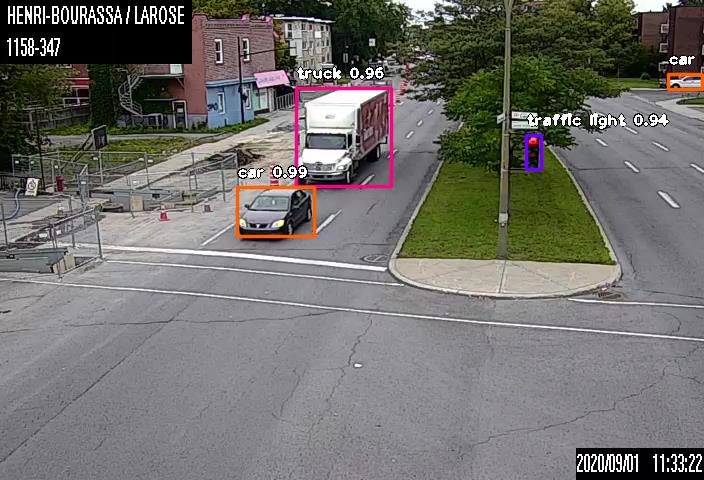 HENRI-BOURASSA / LAROSE
1158-347
truck 0.96
car
traffic light 0.94
car 0.99
2020/09/01 11:33:22